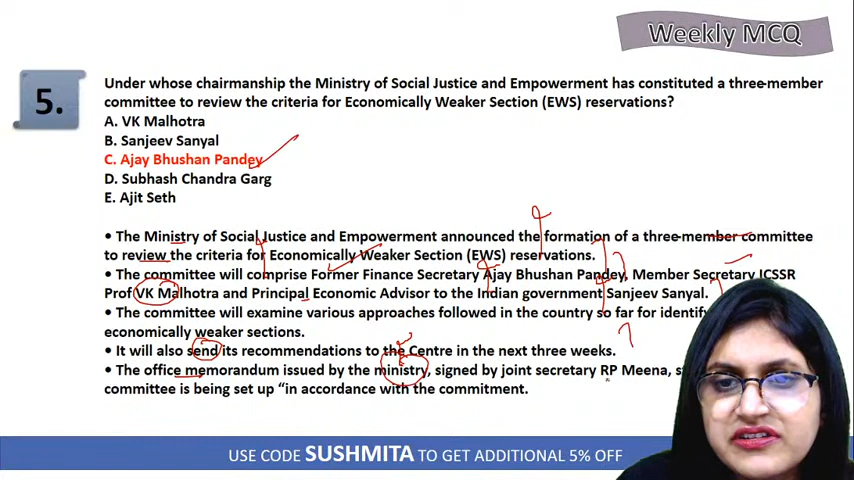 Weekly MCQ
5.
Under whose chairmanship the Ministry of Social Justice and Empowerment has constituted a three-member
committee to review the criteria for Economically Weaker Section (EWS) reservations?
A. VK Malhotra
B. Sanjeev Sanyal
C. Ajay Bhushan Pandey
D. Subhash Chandra Garg
E. Ajit Seth
• The Ministry of Social Justice and Empowerment announced the formation of a three-member committee
to review the criteria for Economically Weaker Section (EWS) reservations.
• The committee will comprise Former Finance Secretary Ajay Bhushan Pandey, Member Secretary ICSSR
Prof VK Malhotra and Principal Economic Advisor to the Indian government Sanjeev Sanyal.
• The committee will examine various approaches followed in the country so far for
economically weaker sections.
• It will also send its recommendations to the Centre in the next three weeks.
• The office memorandum issued by the ministry, signed by joint secretary RP Meena,
committee is being set up “in accordance with the commitment.
USE CODE SUSHMITA TO GET ADDITIONAL 5% OFF